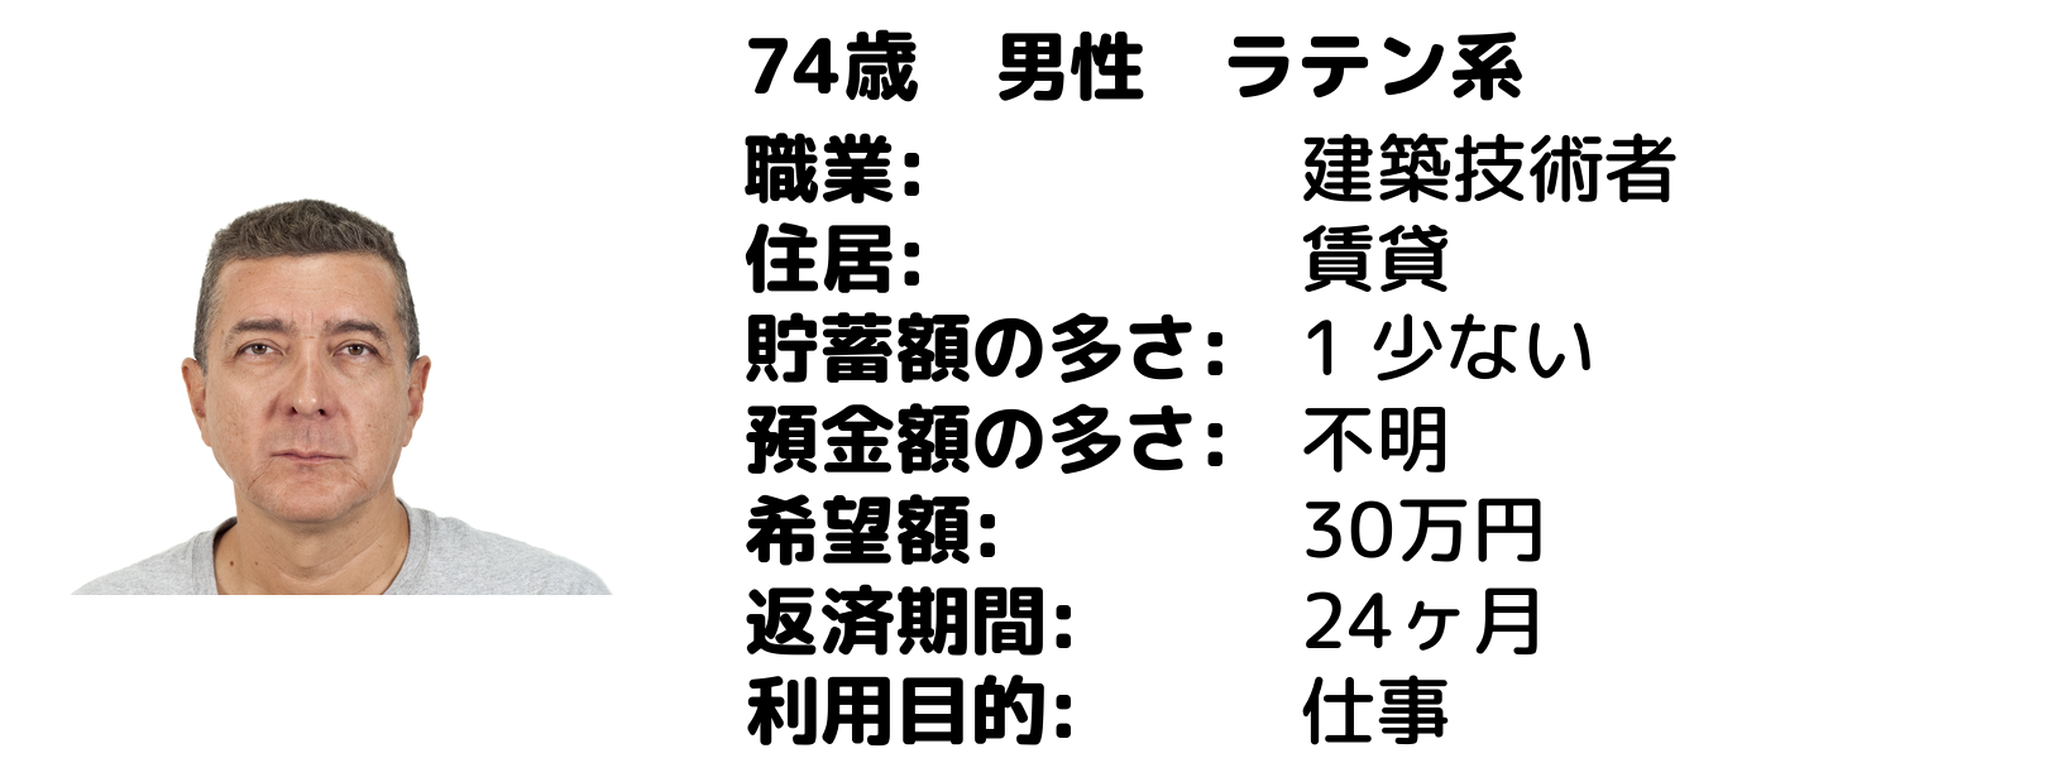 74歳　男性　ラテン系
職業: 建築技術者
住居: 賃貸
貯蓄額の多さ: 1 少ない
預金額の多さ: 不明
希望額: 30万円
返済期間: 24ヶ月
利用目的: 仕事